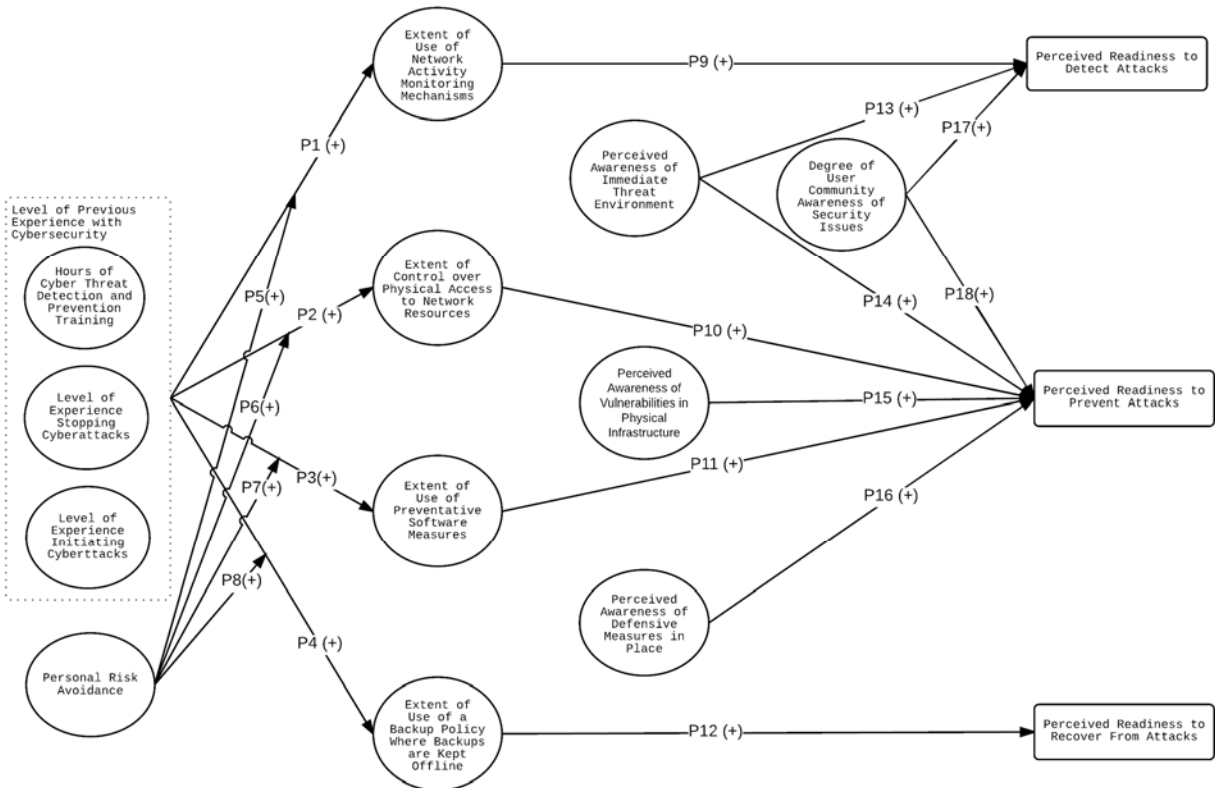 Extent of
Use of
Network
Activity
Monitoring
Mechanisms
P9 (+)
Perceived Readiness to
Detect Attacks
P13 (+)
P17(+)
P1 (+)
Perceived
Awareness of
Immediate
Threat
Environment
Degree of
User
Community
Awareness of
Security
Issues
Level of Previous
Experience with
Cybersecurity
Hours of
Cyber Threat
Detection and
Prevention
Training
P5(+)
P2 (+)
Extent of
Control over
Physical Access
to Network
Resources
P14 (+)
P18(+)
P10 (+)
Level of
Experience
Stopping
Cyberattacks
P6(+)
Perceived
Awareness of
Vulnerabilities in
Physical
Infrastructure
P15 (+)
Perceived Readiness to
Prevent Attacks
P7(+)
P3(+)
P11 (+)
Extent of
Use of
Preventative
Software
Measures
P16 (+)
Level of
Experience
Initiating
Cyberttacks
P8(+)
Perceived
Awareness of
Defensive
Measures in
Place
P4 (+)
Personal Risk
Avoidance
Extent of
Use of a
Backup Policy
Where Backups
are Kept
Offline
P12 (+)
Perceived Readiness to
Recover From Attacks